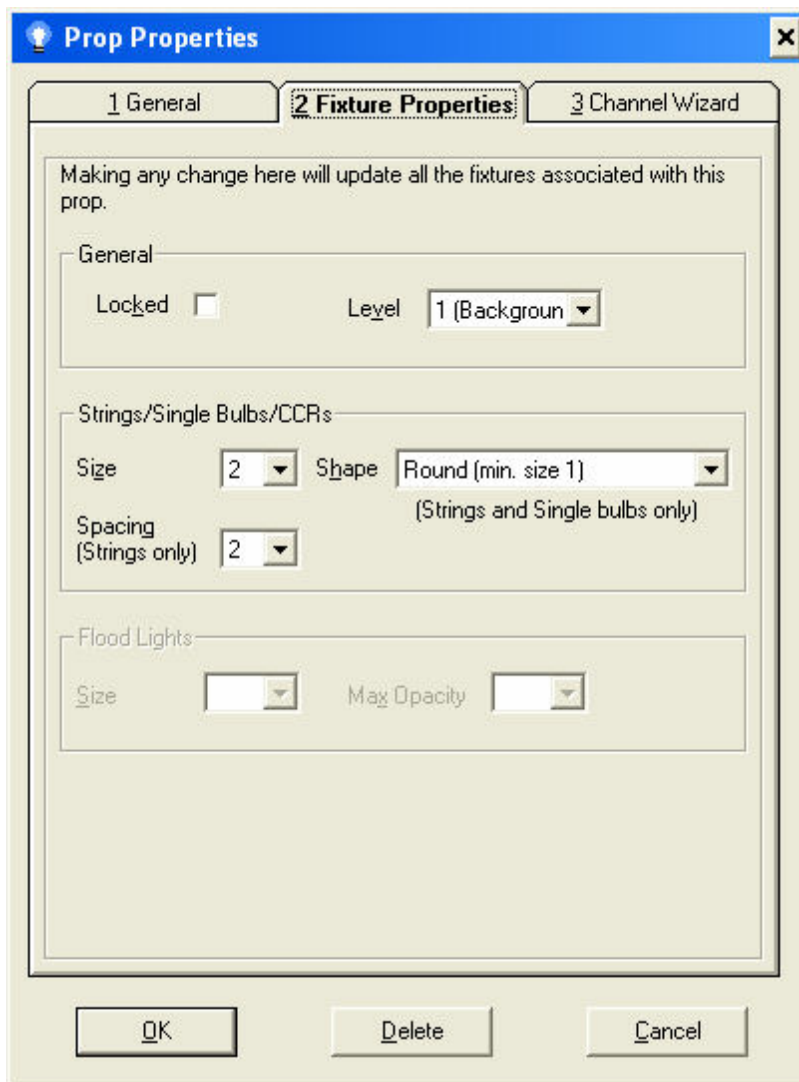 Prop Properties
1 General
2 Fixture Properties
3 Channel Wizard
Making any change here will update all the fixtures associated with this
prop.
General
Locked
Level
1 (Backgroun
Strings/Single Bulbs/CCRs
Size
2
Shape
Round (min. size 1)
(Strings and Single bulbs only)
Spacing
(Strings only)
2
Flood Lights
Size
Max Opacity
OK
Delete
Cancel